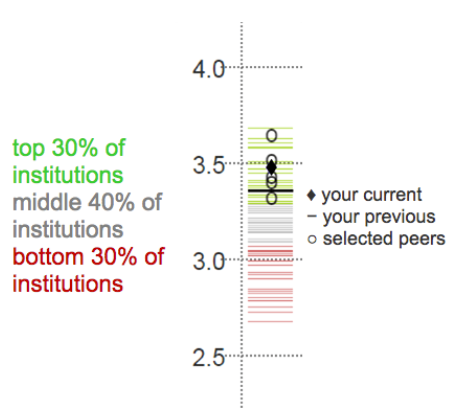 4.0
top 30% of
institutions
middle 40% of
institutions
bottom 30% of
institutions
3.5
3.0
2.5
♦ your current
– your previous
○ selected peers